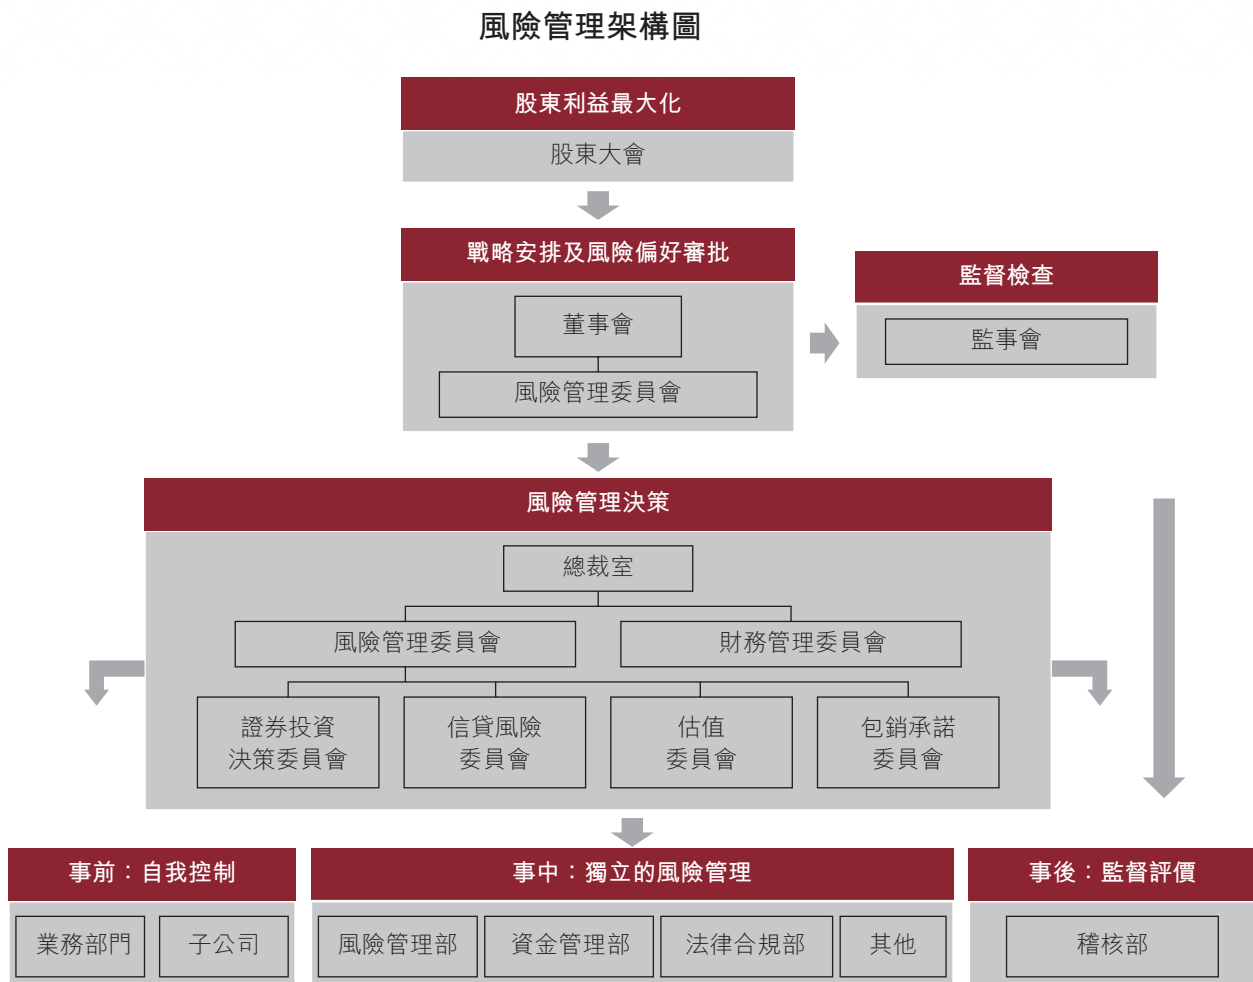 風險管理架構圖
股東利益最大化
股東大會
戰略安排及風險偏好審批
董事會
風險管理委員會
監督檢查
監事會
風險管理決策
總裁室
風險管理委員會
財務管理委員會
證券投資
決策委員會
信貸風險
委員會
估值
委員會
包銷承諾
委員會
事前：自我控制
業務部門
子公司
事中：獨立的風險管理
風險管理部
資金管理部
法律合規部
其他
事後：監督評價
稽核部